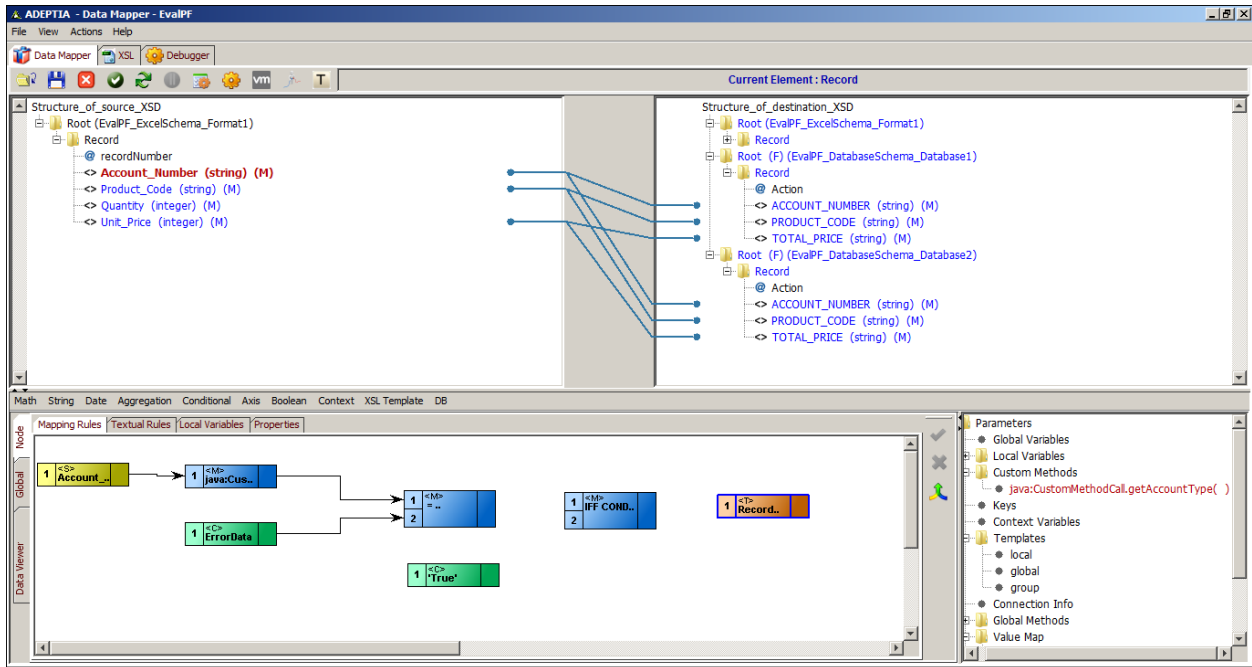 ADEPTIA - Data Mapper - EvalPF
File View Actions Help
Data Mapper XSL Debugger
vm T Current Element : Record
Structure_of_source_XSD
Root (EvalPF_ExcelSchema_Format1)
Record
@ recordNumber
<> Account_Number (string) (M)
<> Product_Code (string) (M)
<> Quantity (integer) (M)
<> Unit_Price (integer) (M)
Structure_of_destination_XSD
Root (EvalPF_ExcelSchema_Format1)
Record
Root (F) (EvalPF_DatabaseSchema_Database1)
Record
@ Action
<> ACCOUNT_NUMBER (string) (M)
<> PRODUCT_CODE (string) (M)
<> TOTAL_PRICE (string) (M)
Root (F) (EvalPF_DatabaseSchema_Database2)
Record
@ Action
<> ACCOUNT_NUMBER (string) (M)
<> PRODUCT_CODE (string) (M)
<> TOTAL_PRICE (string) (M)
Math String Date Aggregation Conditional Axis Boolean Context XSL Template DB
Node
Global
Data Viewer
Mapping Rules Textual Rules Local Variables Properties
1 <S> Account_..
1 <M> java:Cus..
1 <C> ErrorData
1 2 <M> = ..
1 <C> 'True'
1 2 <M> IFF COND..
1 <T> Record..
Parameters
Global Variables
Local Variables
Custom Methods
java:CustomMethodCall.getAccountType( )
Keys
Context Variables
Templates
local
global
group
Connection Info
Global Methods
Value Map